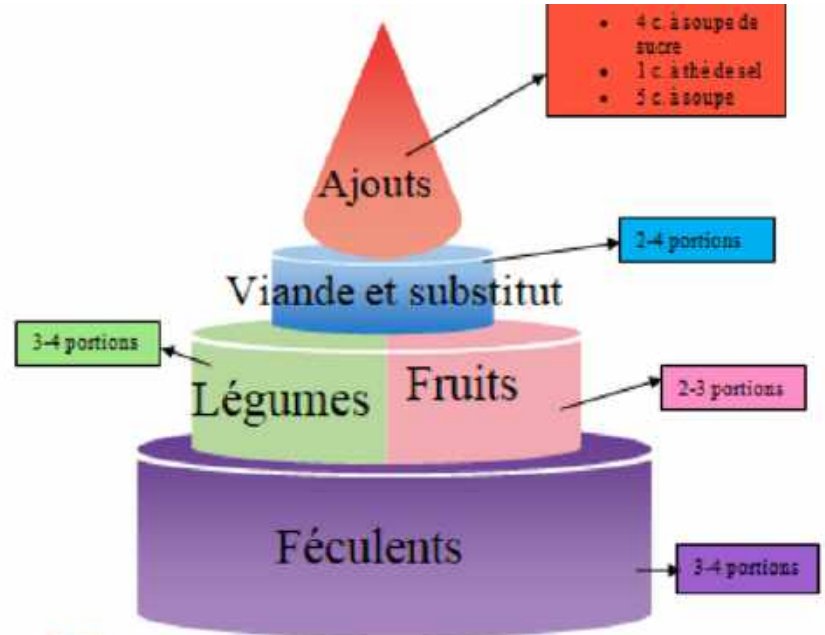 4 c. à soupe de
sucre
1 c. à thé de sel
5 c. à soupe
Ajouts
2-4 portions
Viande et substitut
3-4 portions
Légumes
Fruits
2-3 portions
Féculents
3-4 portions